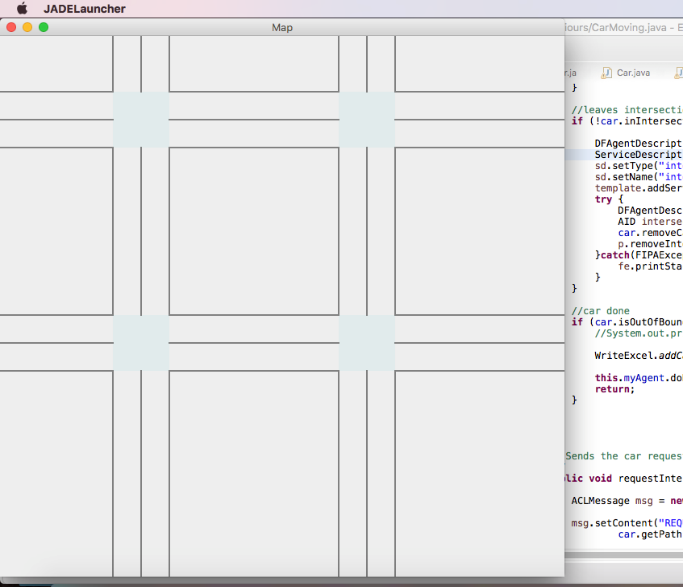 JADELauncher
Map
iours/CarMoving.java - E
r.ja
Car.java
}
//leaves intersecti
if (!car.inIntersec
DFAgentDescript
ServiceDescript
sd.setType("int
sd.setName("int
template.addSer
try {
DFAgentDesc
AID interse
car.removeC
p.removeInt
}catch(FIPAExce
fe.printSta
}
}
//car done
if (car.isOutOfBoun
//System.out.pr
WriteExcel.addC
this.myAgent.do
return;
}
Sends the car reques
lic void requestInte
ACLMessage msg = new
msg.setContent("REQ
car.getPath